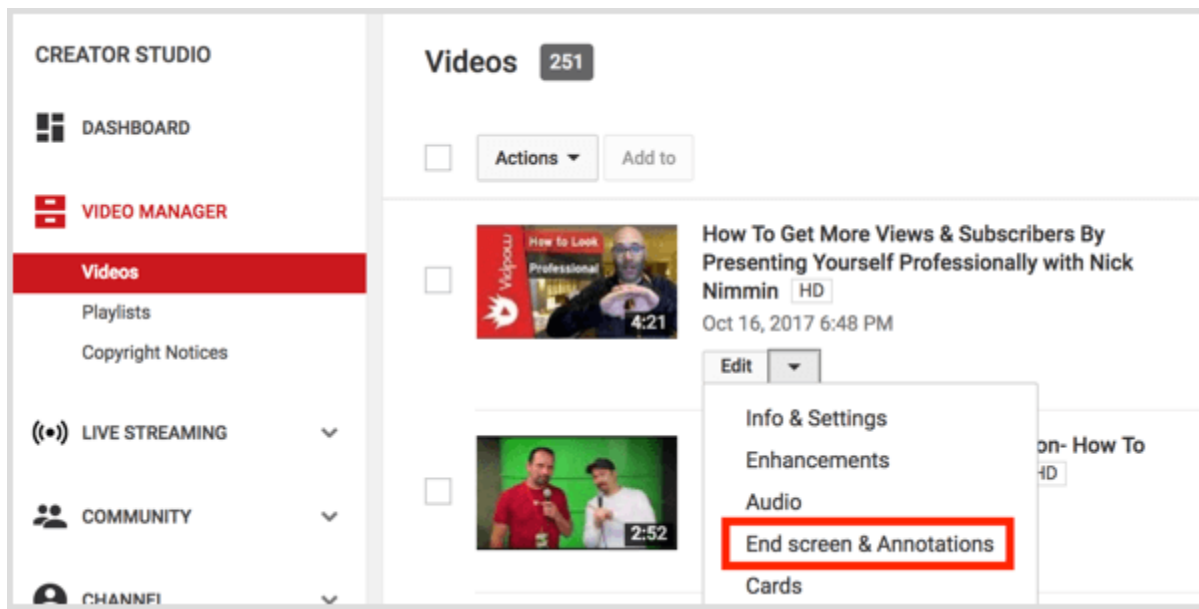 CREATOR STUDIO
DASHBOARD
VIDEO MANAGER
Videos
Playlists
Copyright Notices
LIVE STREAMING
COMMUNITY
CHANNEL
Videos 251
Actions Add to
Vidpow
How to Look
Professional
4:21
How To Get More Views & Subscribers By
Presenting Yourself Professionally with Nick
Nimmin HD
Oct 16, 2017 6:48 PM
Edit
Info & Settings
Enhancements
Audio
End screen & Annotations
Cards
2:52
on- How To
HD